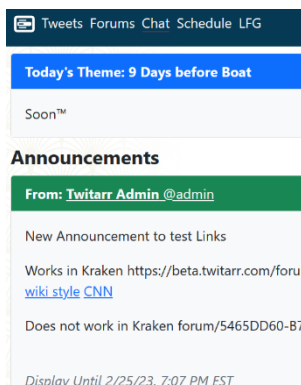 Tweets Forums Chat Schedule LFG
Today's Theme: 9 Days before Boat
Soon™
Announcements
From: Twitarr Admin @admin
New Announcement to test Links
Works in Kraken https://beta.twitarr.com/foru
wiki style CNN
Does not work in Kraken forum/5465DD60-B7
Display Until 2/25/23, 7:07 PM EST